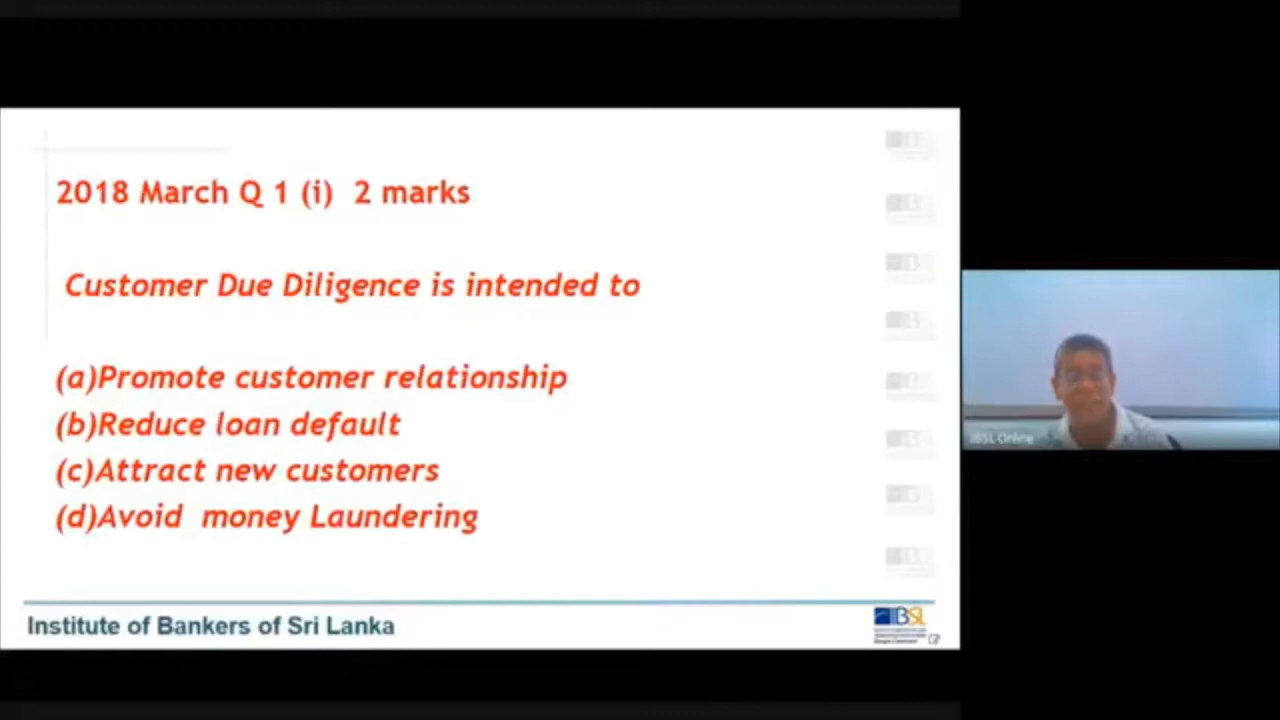 2018 March Q 1 (i) 2 marks
Customer Due Diligence is intended to
(a)Promote customer relationship
(b)Reduce loan default
(c)Attract new customers
(d)Avoid money Laundering
Institute of Bankers of Sri Lanka
IBSL
IBSL Online